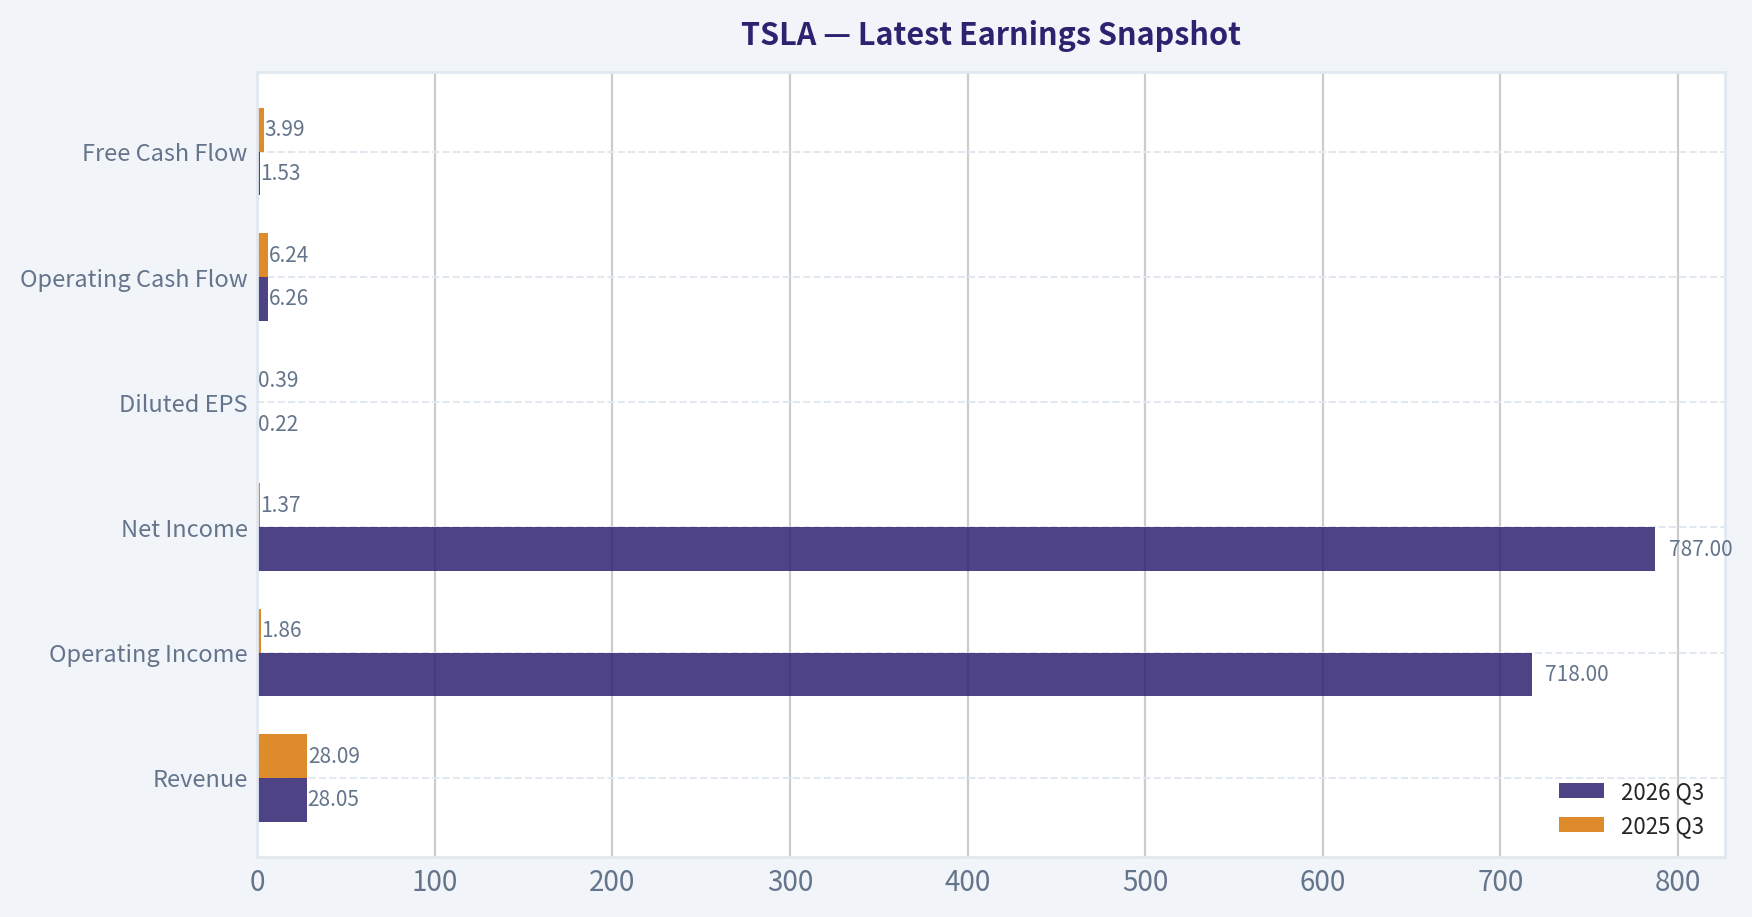 TSLA — Latest Earnings Snapshot
Free Cash Flow
3.99
1.53
Operating Cash Flow
6.24
6.26
Diluted EPS
0.39
0.22
Net Income
1.37
787.00
Operating Income
1.86
718.00
Revenue
28.09
28.05
2026 Q3
2025 Q3
0 100 200 300 400 500 600 700 800